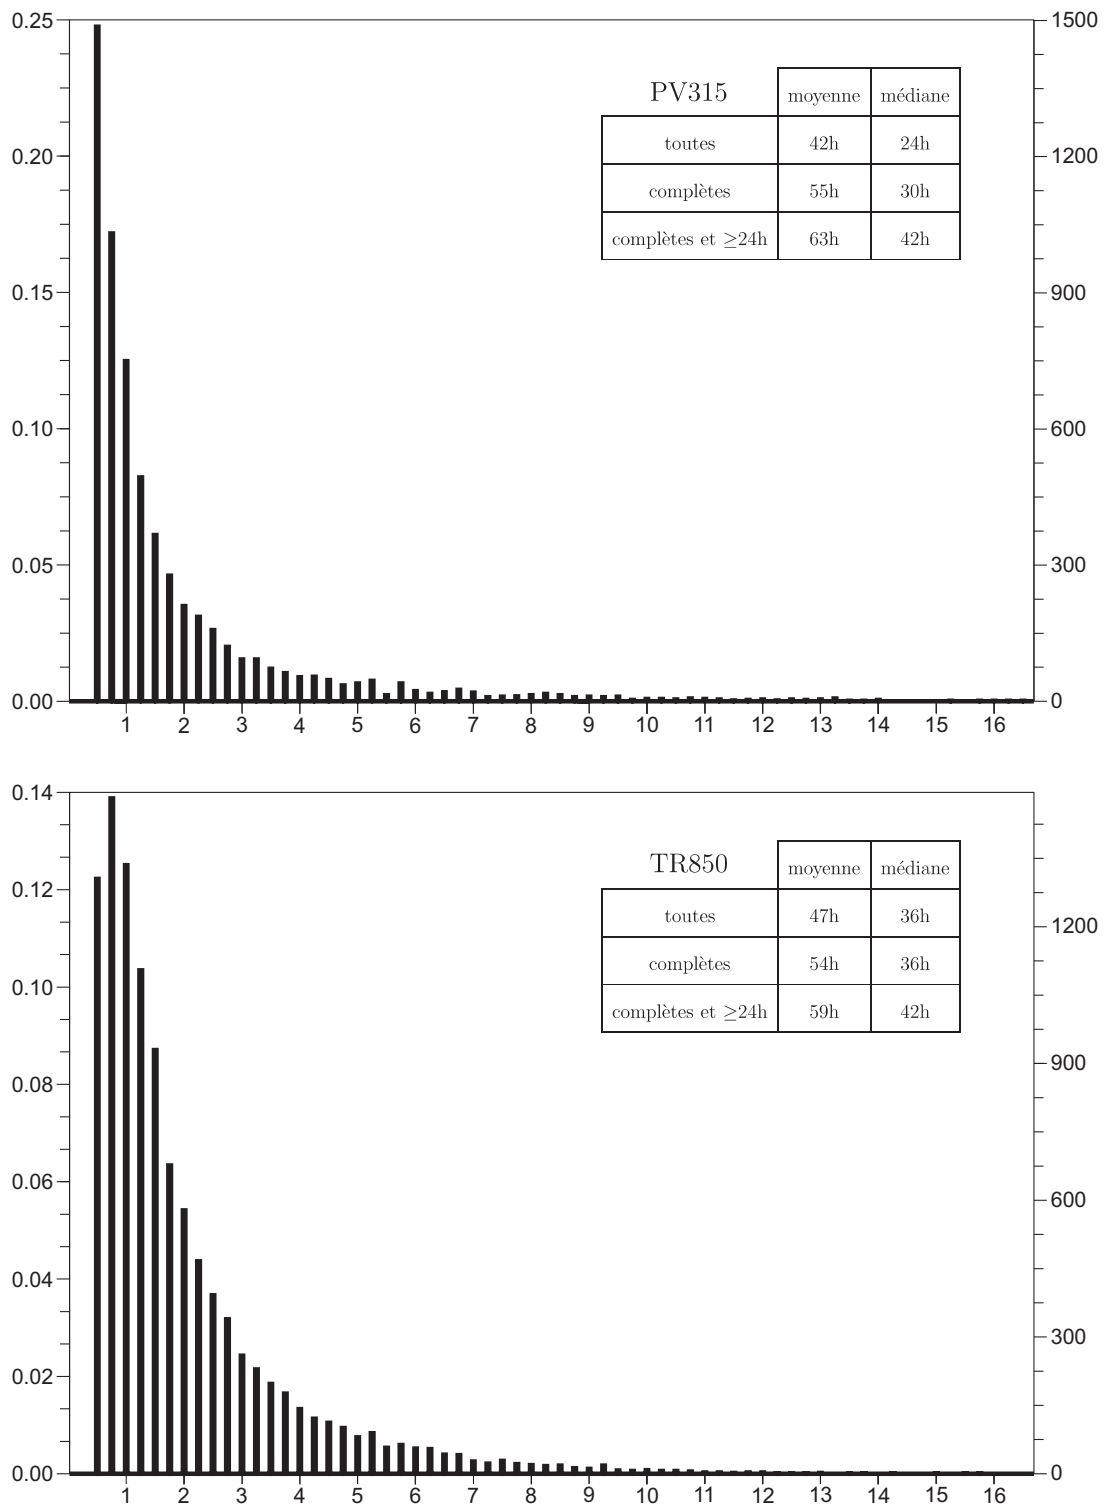 0.25
1500
PV315 moyenne médiane
toutes 42h 24h
0.20
1200
complètes 55h 30h
complètes et ≥24h 63h 42h
0.15
900
0.10
600
0.05
300
0.00
0
1 2 3 4 5 6 7 8 9 10 11 12 13 14 15 16
0.14
TR850 moyenne médiane
0.12
toutes 47h 36h
1200
complètes 54h 36h
0.10
complètes et ≥24h 59h 42h
900
0.08
0.06
600
0.04
300
0.02
0.00
0
1 2 3 4 5 6 7 8 9 10 11 12 13 14 15 16